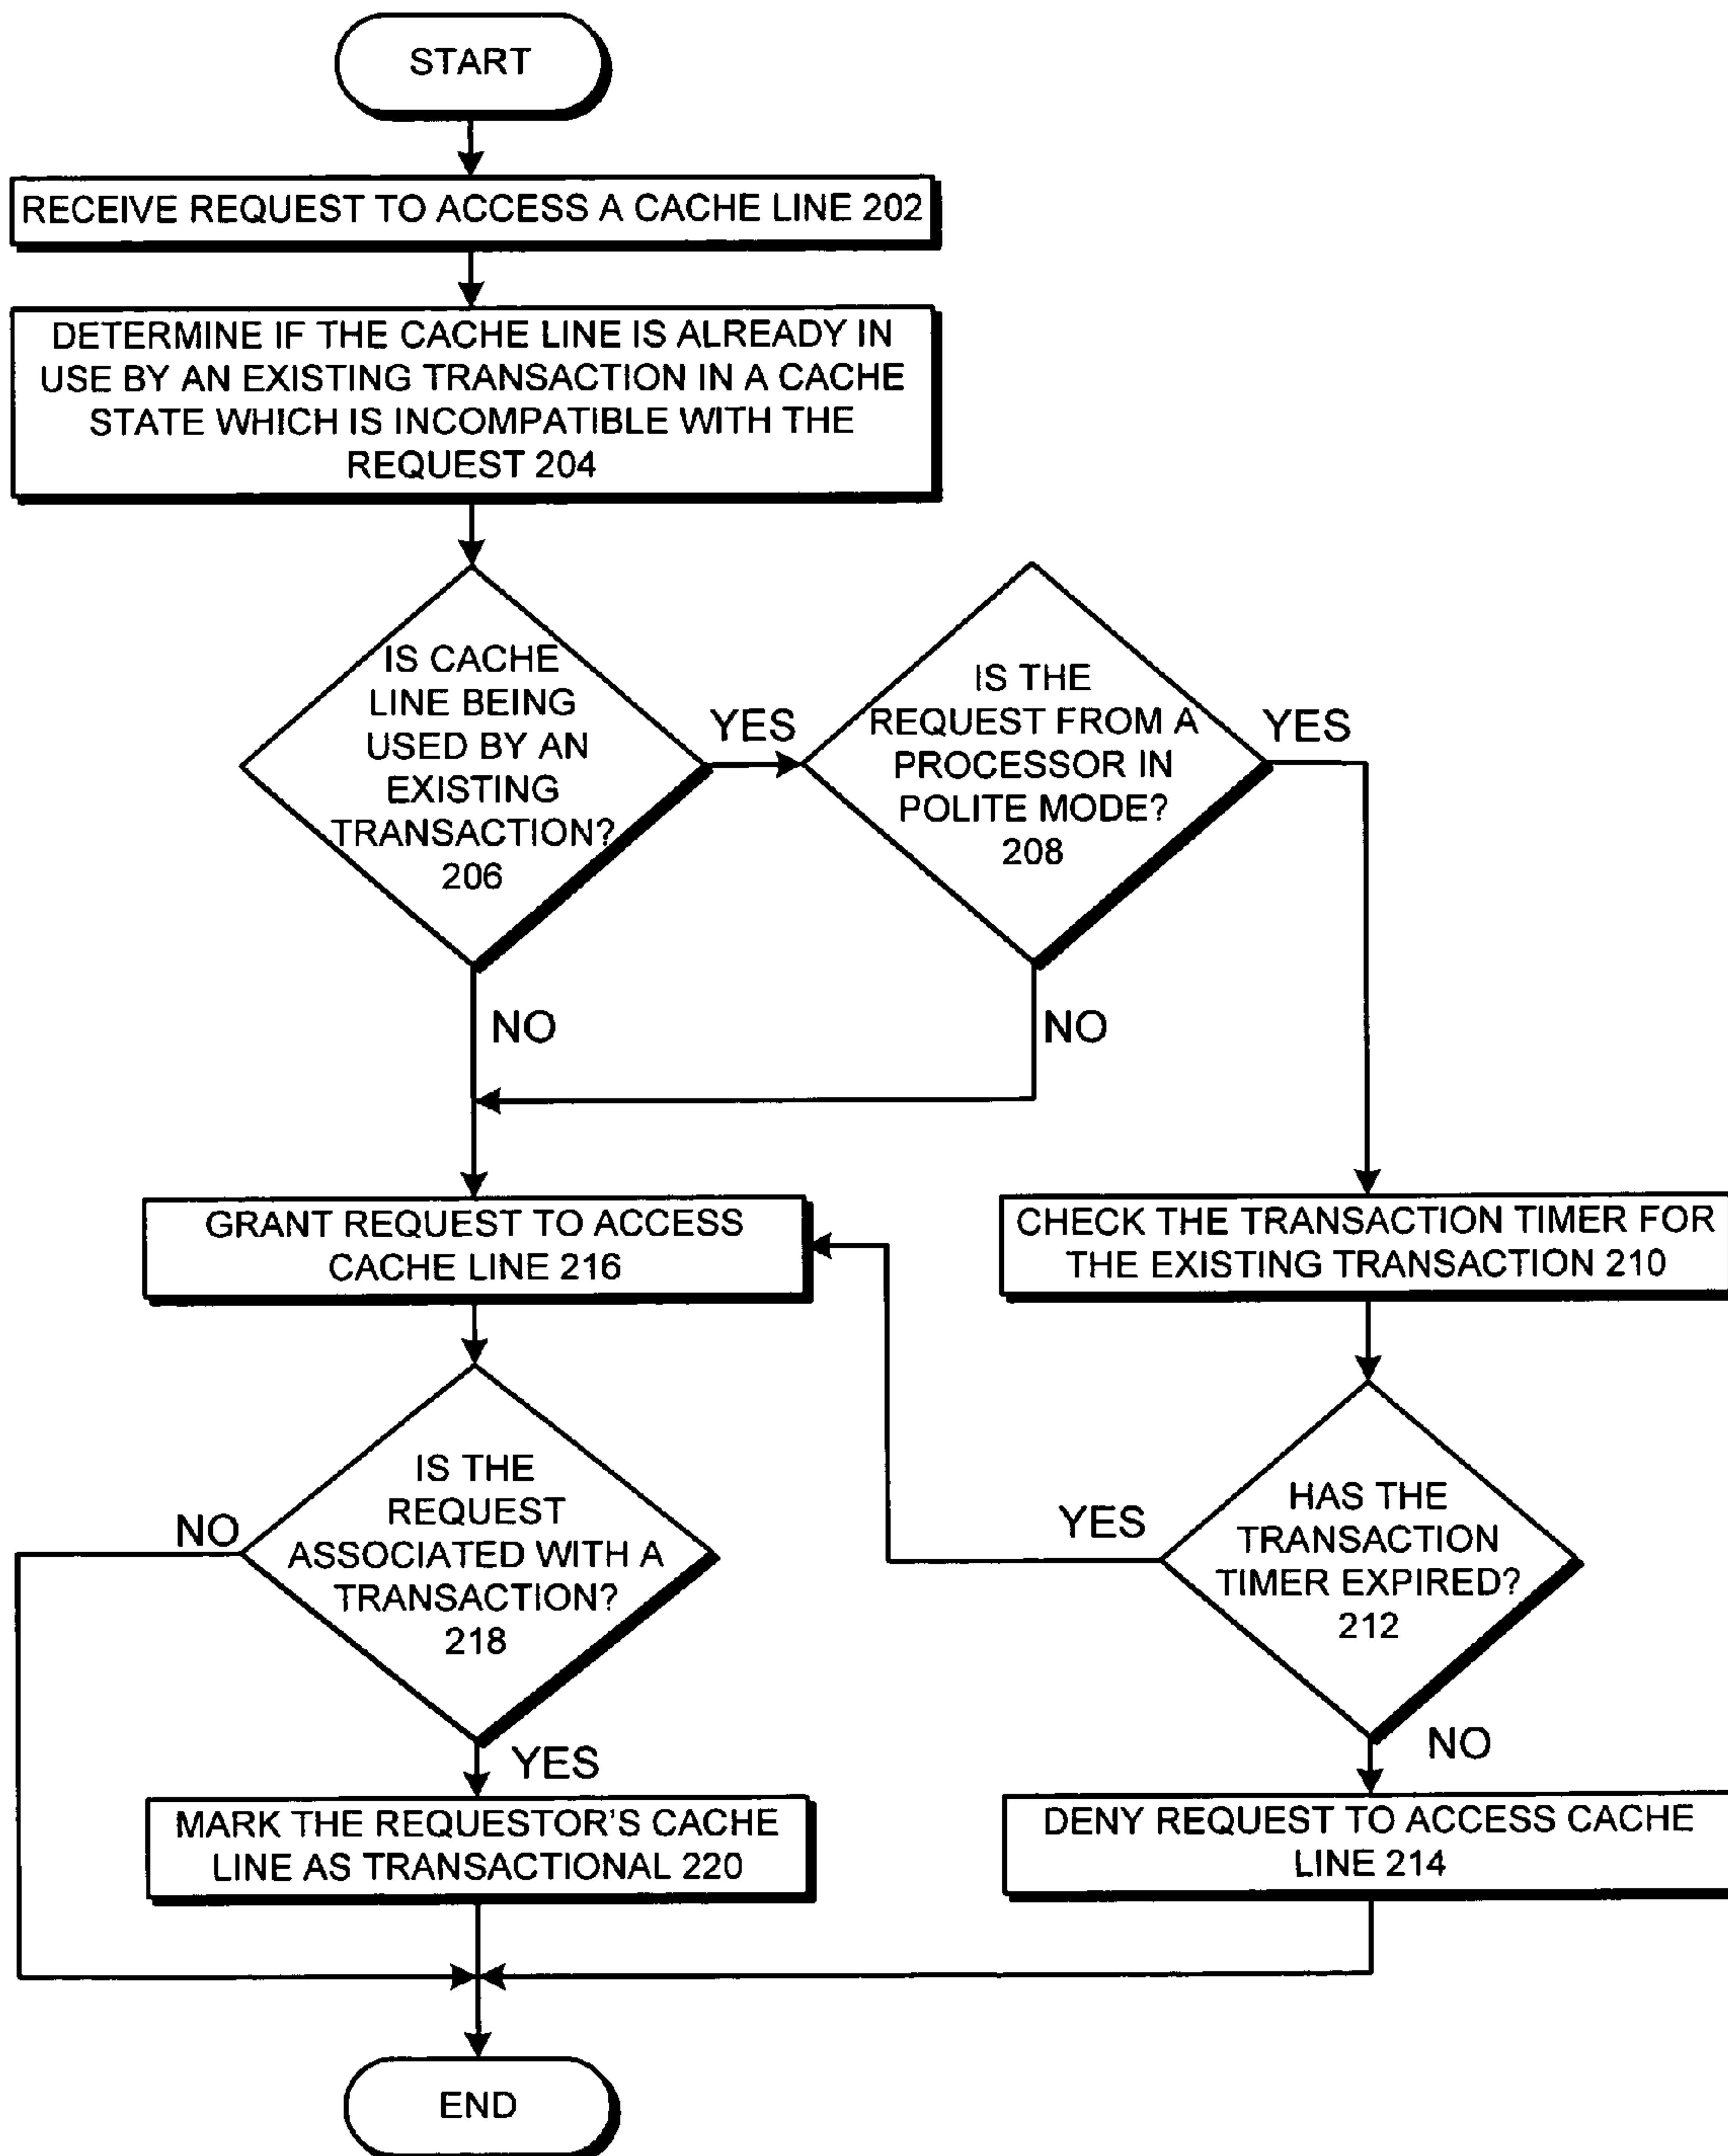 START
RECEIVE REQUEST TO ACCESS A CACHE LINE 202
DETERMINE IF THE CACHE LINE IS ALREADY IN
USE BY AN EXISTING TRANSACTION IN A CACHE
STATE WHICH IS INCOMPATIBLE WITH THE
REQUEST 204
IS CACHE
LINE BEING
USED BY AN
EXISTING
TRANSACTION?
206
YES
IS THE
REQUEST FROM A
PROCESSOR IN
POLITE MODE?
208
YES
NO
NO
GRANT REQUEST TO ACCESS
CACHE LINE 216
CHECK THE TRANSACTION TIMER FOR
THE EXISTING TRANSACTION 210
IS THE
REQUEST
ASSOCIATED WITH A
TRANSACTION?
218
NO
YES
HAS THE
TRANSACTION
TIMER EXPIRED?
212
YES
NO
MARK THE REQUESTOR'S CACHE
LINE AS TRANSACTIONAL 220
DENY REQUEST TO ACCESS CACHE
LINE 214
END